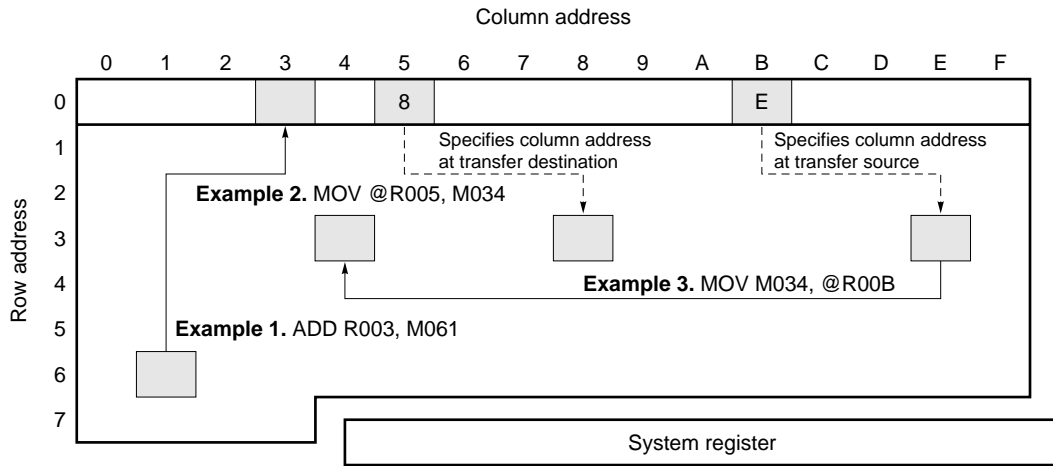 Column address
0 1 2 3 4 5 6 7 8 9 A B C D E F
Row address
0 8 E
1 Specifies column address Specifies column address
at transfer destination at transfer source
2 Example 2. MOV @R005, M034
3
4 Example 3. MOV M034, @R00B
5 Example 1. ADD R003, M061
6
7
System register